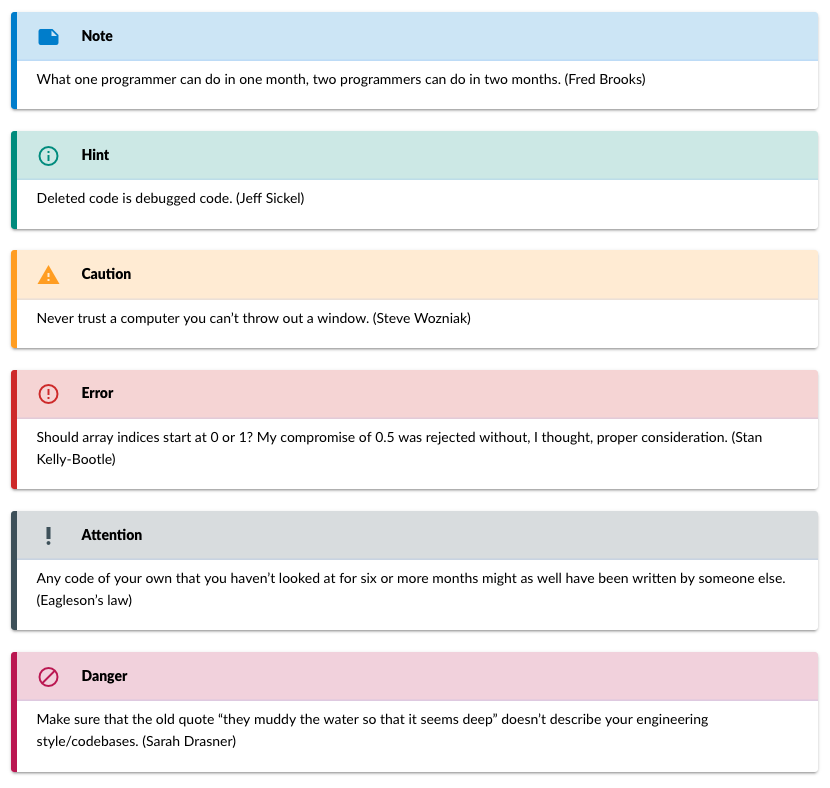 Note
What one programmer can do in one month, two programmers can do in two months. (Fred Brooks)
Hint
Deleted code is debugged code. (Jeff Sickel)
Caution
Never trust a computer you can’t throw out a window. (Steve Wozniak)
Error
Should array indices start at 0 or 1? My compromise of 0.5 was rejected without, I thought, proper consideration. (Stan
Kelly-Bootle)
Attention
Any code of your own that you haven’t looked at for six or more months might as well have been written by someone else.
(Eagleson’s law)
Danger
Make sure that the old quote “they muddy the water so that it seems deep” doesn’t describe your engineering
style/codebases. (Sarah Drasner)